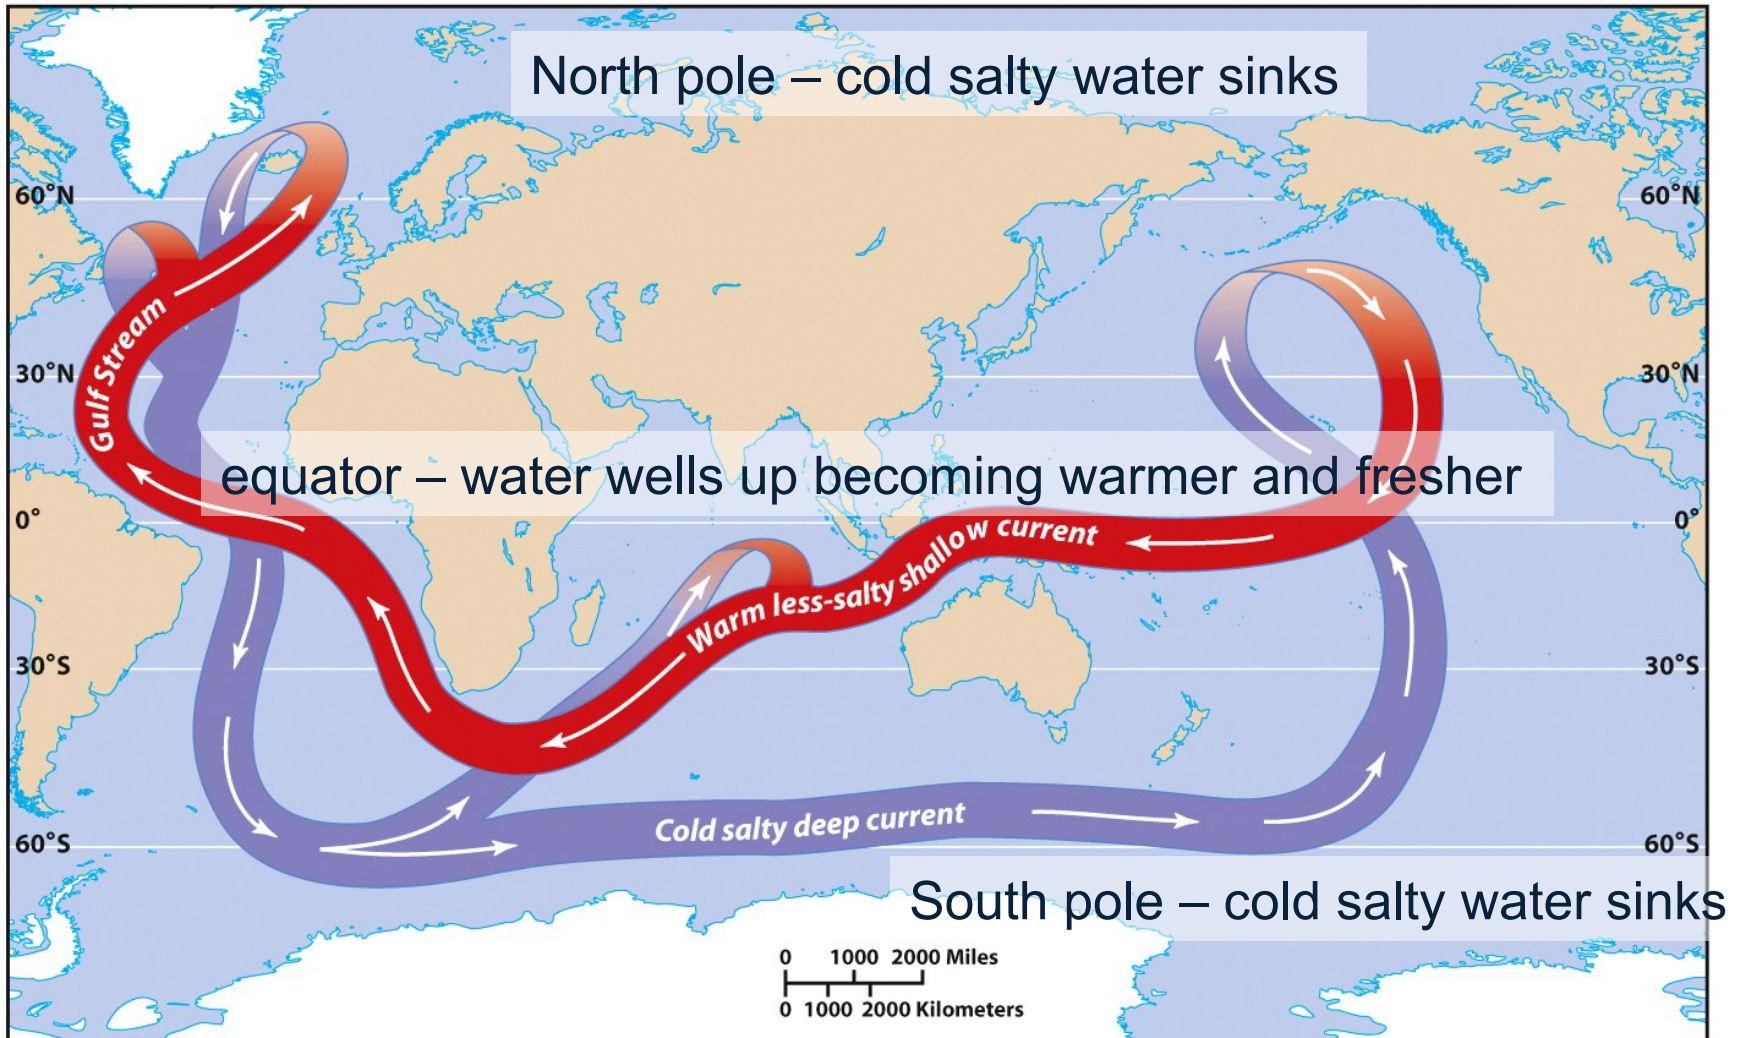 North pole – cold salty water sinks
60°N
60°N
Gulf Stream
30°N
30°N
equator – water wells up becoming warmer and fresher
0°
0°
Warm less-salty shallow current
30°S
30°S
Cold salty deep current
60°S
60°S
South pole – cold salty water sinks
0 1000 2000 Miles
0 1000 2000 Kilometers